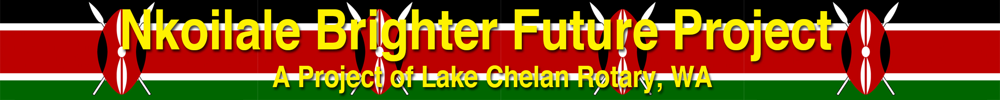 Nkoilale Brighter Future Project
A Project of Lake Chelan Rotary, WA